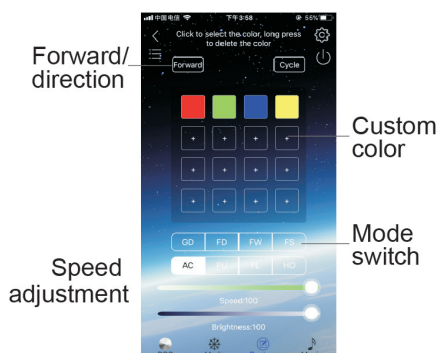 中国电信 下午3:58 55%
Click to select the color, long press
to delete the color
Forward/
direction
Forward Cycle
Custom
color
GD FD FW FS
Mode
switch
AC
Speed
adjustment
Speed:100
Brightness:100